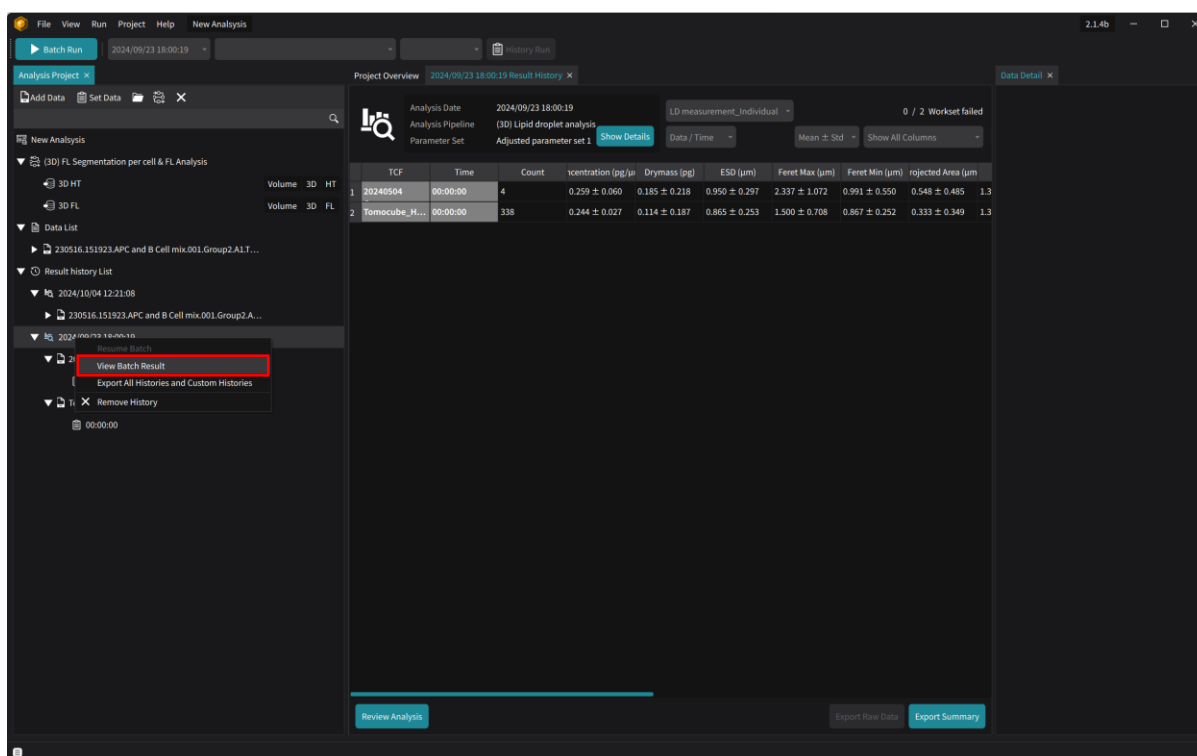 File View Run Project Help New Analsysis 2.1.4b
Batch Run 2024/09/23 18:00:19 History Run
Analysis Project Project Overview 2024/09/23 18:00:19 Result History Data Detail
Add Data Set Data
New Analsysis
(3D) FL Segmentation per cell & FL Analysis
3D HT Volume 3D HT
3D FL Volume 3D FL
Data List
230516.151923.APC and B Cell mix.001.Group2.A1.T...
Result history List
2024/10/04 12:21:08
230516.151923.APC and B Cell mix.001.Group2.A...
Resume Batch
View Batch Result
Export All Histories and Custom Histories
Remove History
00:00:00
Analysis Date 2024/09/23 18:00:19
Analysis Pipeline (3D) Lipid droplet analysis
Parameter Set Adjusted parameter set 1
Show Details
LD measurement_Individual 0 / 2 Workset failed
Data / Time Mean ± Std Show All Columns
TCF Time Count ncentration (pg/µ Drymass (pg) ESD (µm) Feret Max (µm) Feret Min (µm) rojected Area (µm
1 20240504 00:00:00 4 0.259 ± 0.060 0.185 ± 0.218 0.950 ± 0.297 2.337 ± 1.072 0.991 ± 0.550 0.548 ± 0.485 1.3
2 Tomocube_H... 00:00:00 338 0.244 ± 0.027 0.114 ± 0.187 0.865 ± 0.253 1.500 ± 0.708 0.867 ± 0.252 0.333 ± 0.349 1.3
Review Analysis Export Raw Data Export Summary